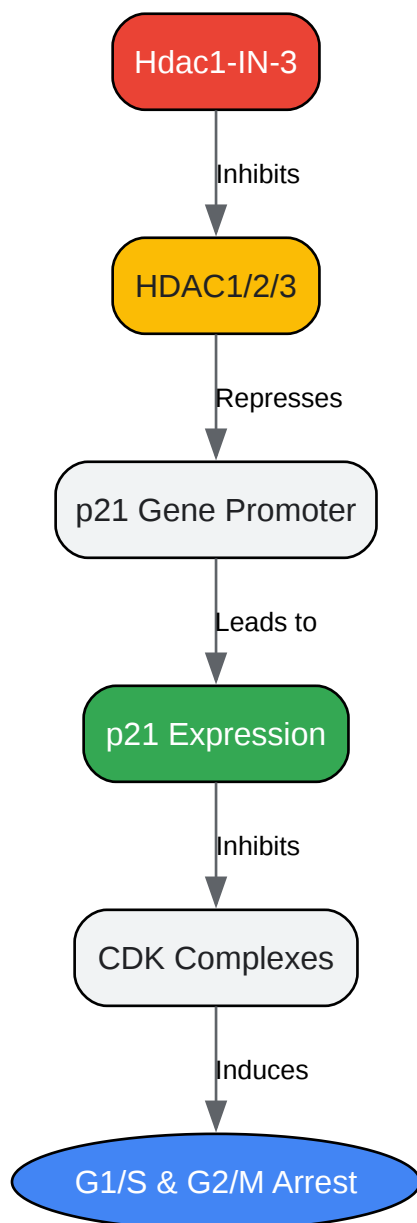 Hdac1-IN-3
Inhibits
HDAC1/2/3
Represses
p21 Gene Promoter
Leads to
p21 Expression
Inhibits
CDK Complexes
Induces
G1/S & G2/M Arrest